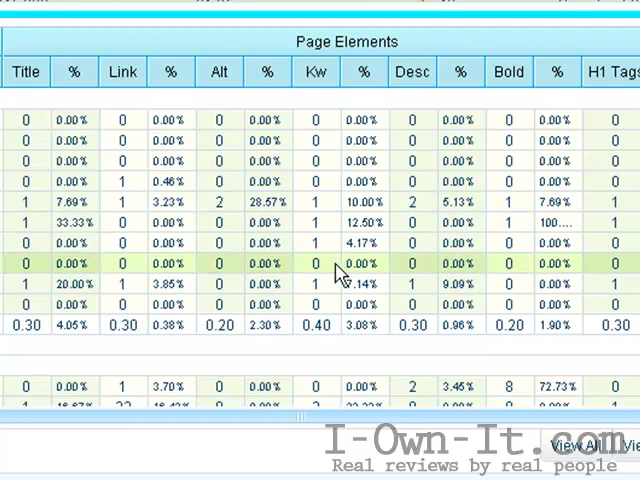 Page Elements
Title % Link % Alt % Kw % Desc % Bold % H1 Tags
0 0.00% 0 0.00% 0 0.00% 0 0.00% 0 0.00% 0 0.00% 0
0 0.00% 0 0.00% 0 0.00% 0 0.00% 0 0.00% 0 0.00% 0
0 0.00% 0 0.00% 0 0.00% 0 0.00% 0 0.00% 0 0.00% 0
0 0.00% 1 0.46% 0 0.00% 0 0.00% 0 0.00% 0 0.00% 0
1 7.69% 1 3.23% 2 28.57% 1 10.00% 2 5.13% 1 7.69% 0
1 33.33% 0 0.00% 0 0.00% 1 12.50% 0 0.00% 1 100.... 0
0 0.00% 0 0.00% 0 0.00% 1 4.17% 0 0.00% 0 0.00% 0
0 0.00% 0 0.00% 0 0.00% 0 0.00% 0 0.00% 0 0.00% 0
1 20.00% 1 3.85% 0 0.00% 1 7.14% 1 9.09% 0 0.00% 0
0 0.00% 0 0.00% 0 0.00% 0 0.00% 0 0.00% 0 0.00% 0
0.30 4.05% 0.30 0.38% 0.20 2.30% 0.40 3.08% 0.30 0.96% 0.20 1.90% 0.30
0 0.00% 1 3.70% 0 0.00% 0 0.00% 2 3.45% 8 72.73% 0
I-Own-It.com
View All
Real reviews by real people